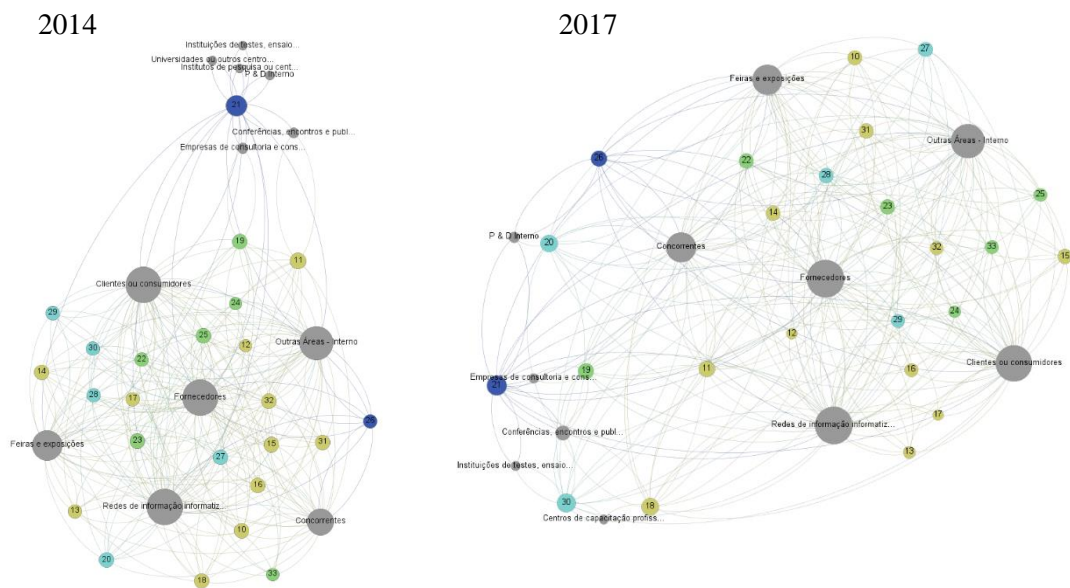 2014
Instituições de testes, ensaio...
Universidades ou outros centro...
Institutos de pesquisa ou cent...
P & D Interno
21
Conferências, encontros e publ...
Empresas de consultoria e cons...
19
11
Clientes ou consumidores
24
29
25
Outras Áreas - Interno
30
12
22
14
28
17
Fornecedores
32
26
23
Feiras e exposições
15
31
27
16
Redes de informação informatiz...
13
Concorrentes
10
20
18
33
2017
27
10
Feiras e exposições
31
Outras Áreas - Interno
26
22
28
25
23
14
P & D Interno
20
Concorrentes
32
33
15
Fornecedores
24
29
12
Clientes ou consumidores
19
11
16
Empresas de consultoria e cons...
21
17
Redes de informação informatiz...
Conferências, encontros e publ...
13
Instituições de testes, ensaio...
30
18
Centros de capacitação profiss...